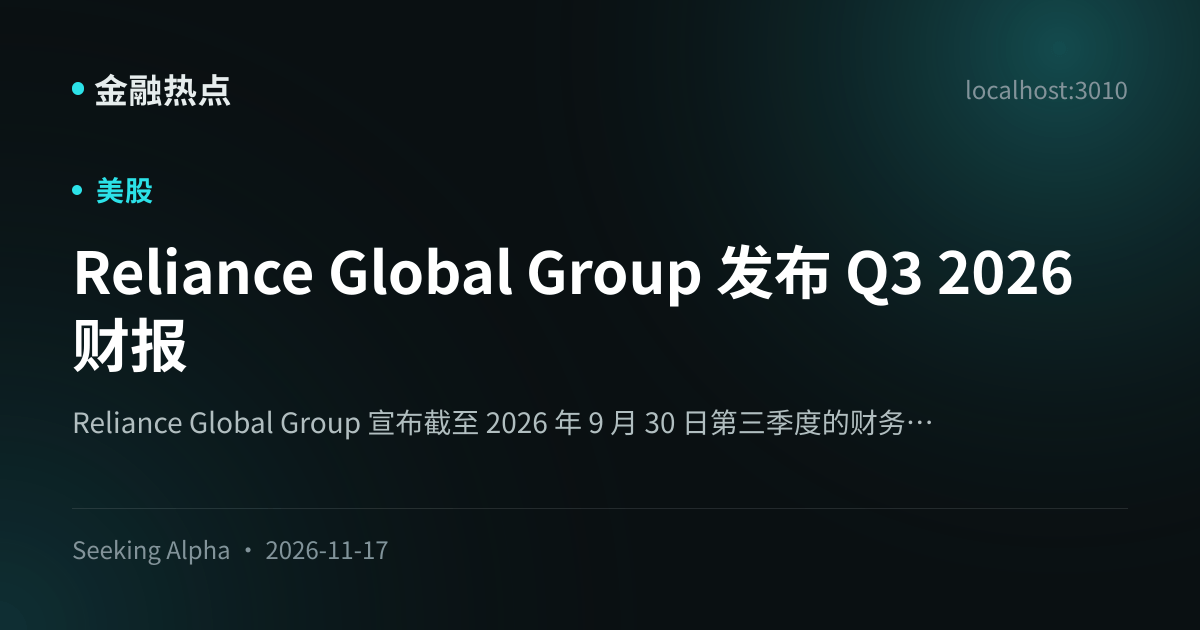 金融热点
localhost:3010
美股
Reliance Global Group 发布 Q3 2026
财报
Reliance Global Group 宣布截至 2026 年 9 月 30 日第三季度的财务…
Seeking Alpha • 2026-11-17